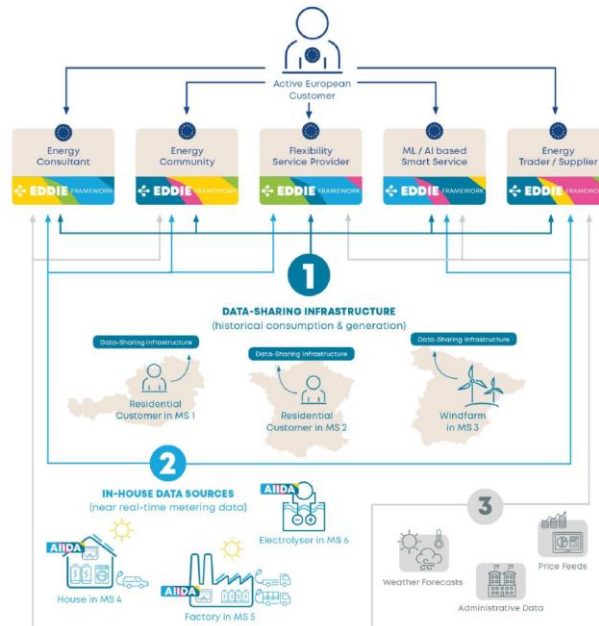 Active European
Customer
Energy
Consultant
Energy
Community
Flexibility
Service Provider
ML / AI based
Smart Service
Energy
Trader / Supplier
EDDIE FRAMEWORK
EDDIE FRAMEWORK
EDDIE FRAMEWORK
EDDIE FRAMEWORK
EDDIE FRAMEWORK
1
DATA-SHARING INFRASTRUCTURE
(historical consumption & generation)
Data-Sharing Infrastructure
Data-Sharing Infrastructure
Data-Sharing Infrastructure
Residential
Customer in MS 1
Residential
Customer in MS 2
Windfarm
in MS 3
2
IN-HOUSE DATA SOURCES
(near real-time metering data)
AIIDA
Electrolyser in MS 6
AIIDA
House in MS 4
AIIDA
Factory in MS 5
3
Weather Forecasts
Price Feeds
Administrative Data